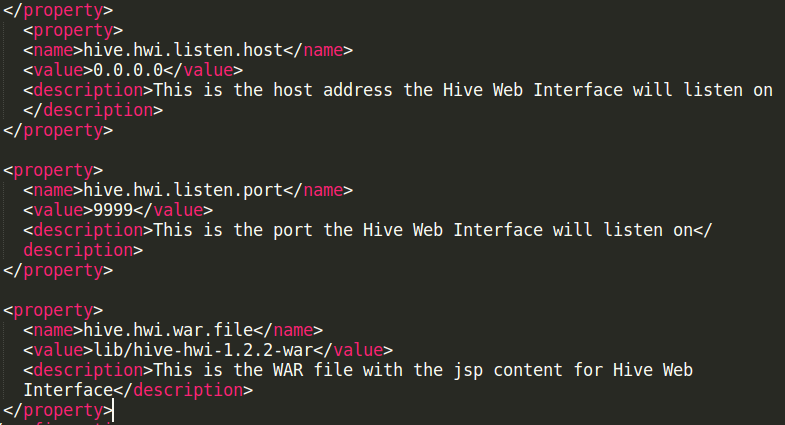 </property>
<property>
<name>hive.hwi.listen.host</name>
<value>0.0.0.0</value>
<description>This is the host address the Hive Web Interface will listen on
</description>
</property>
<property>
<name>hive.hwi.listen.port</name>
<value>9999</value>
<description>This is the port the Hive Web Interface will listen on</
description>
</property>
<property>
<name>hive.hwi.war.file</name>
<value>lib/hive-hwi-1.2.2-war</value>
<description>This is the WAR file with the jsp content for Hive Web
Interface</description>
</property>